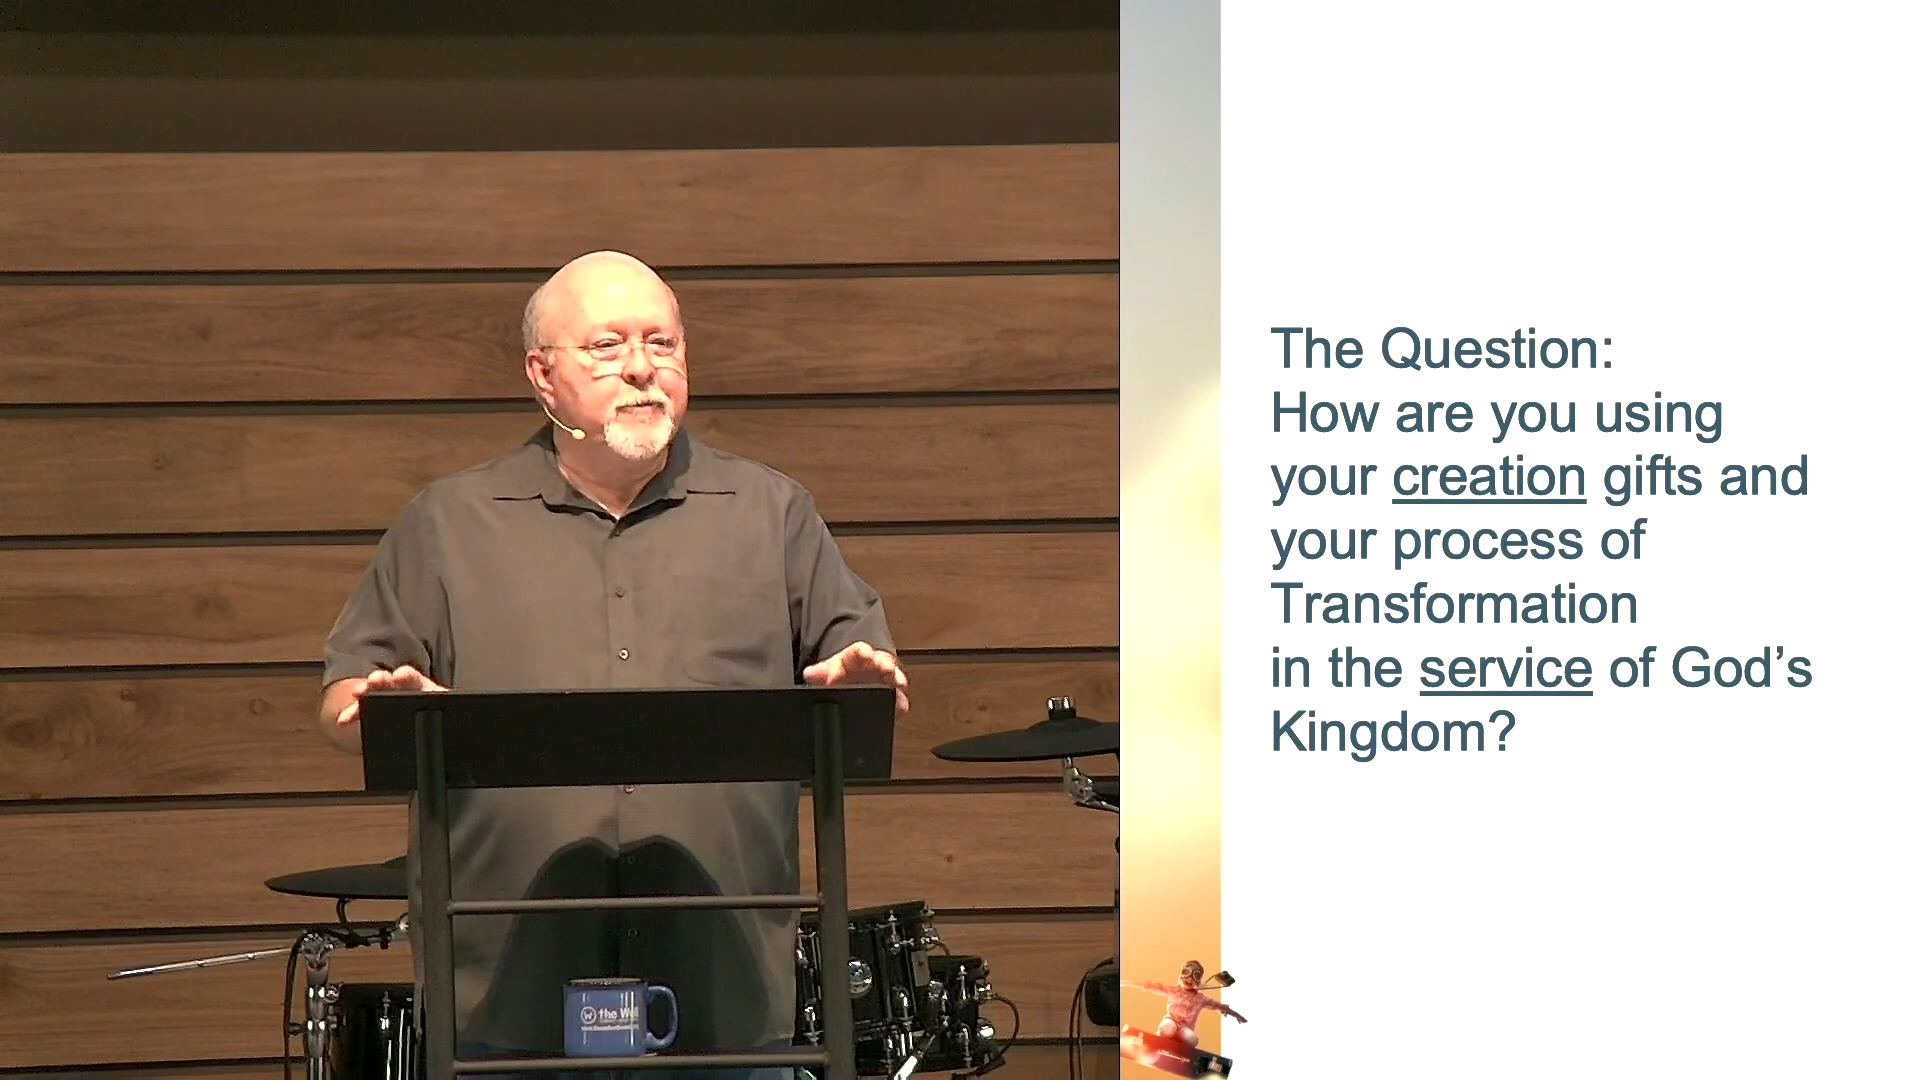 The Question:
How are you using
your creation gifts and
your process of
Transformation
in the service of God’s
Kingdom?
the Well